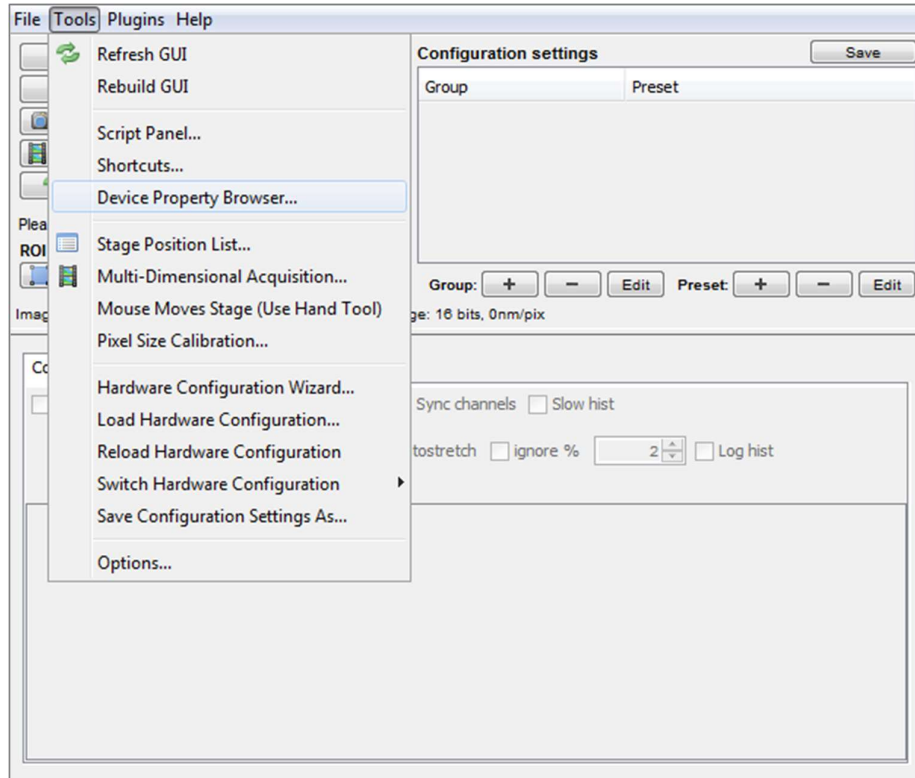 File Tools Plugins Help
Refresh GUI
Rebuild GUI
Script Panel...
Shortcuts...
Device Property Browser...
Stage Position List...
Multi-Dimensional Acquisition...
Mouse Moves Stage (Use Hand Tool)
Pixel Size Calibration...
Hardware Configuration Wizard...
Load Hardware Configuration...
Reload Hardware Configuration
Switch Hardware Configuration
Save Configuration Settings As...
Options...
Plea
ROI
Imag
Co
Configuration settings Save
Group Preset
Group: + − Edit Preset: + − Edit
ge: 16 bits, 0nm/pix
Sync channels Slow hist
tostretch ignore % 2 Log hist